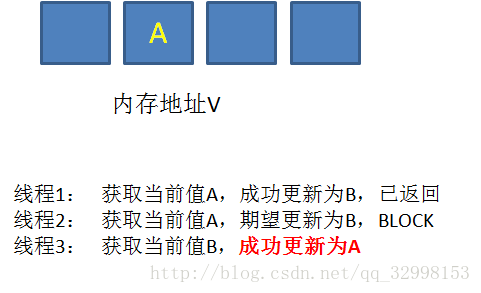 A
内存地址V
线程1： 获取当前值A，成功更新为B，已返回
线程2： 获取当前值A，期望更新为B，BLOCK
线程3： 获取当前值B，成功更新为A
http://blog.csdn.net/qq_32998153